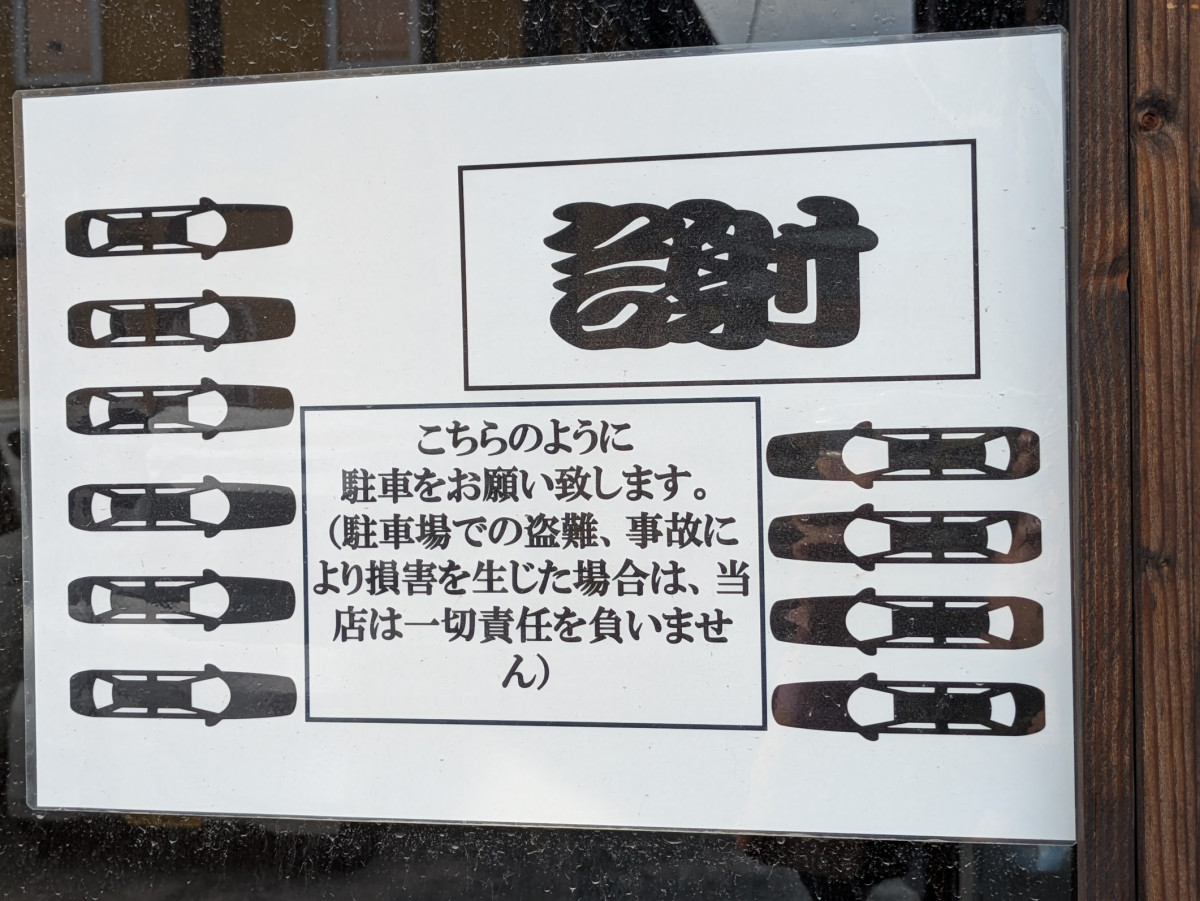 謝
こちらのように
駐車をお願い致します。
（駐車場での盗難、事故に
より損害を生じた場合は、当
店は一切責任を負いませ
ん）